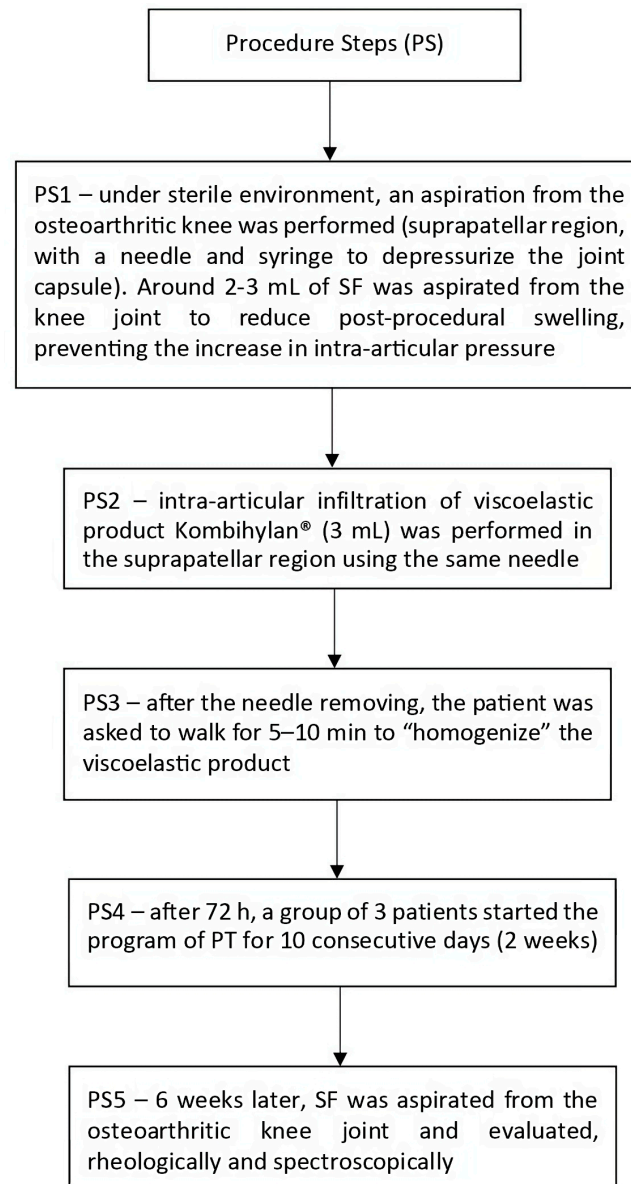 Procedure Steps (PS)
PS1 – under sterile environment, an aspiration from the
osteoarthritic knee was performed (suprapatellar region,
with a needle and syringe to depressurize the joint
capsule). Around 2-3 mL of SF was aspirated from the
knee joint to reduce post-procedural swelling,
preventing the increase in intra-articular pressure
PS2 – intra-articular infiltration of viscoelastic
product Kombihylan® (3 mL) was performed in
the suprapatellar region using the same needle
PS3 – after the needle removing, the patient was
asked to walk for 5–10 min to “homogenize” the
viscoelastic product
PS4 – after 72 h, a group of 3 patients started the
program of PT for 10 consecutive days (2 weeks)
PS5 – 6 weeks later, SF was aspirated from the
osteoarthritic knee joint and evaluated,
rheologically and spectroscopically